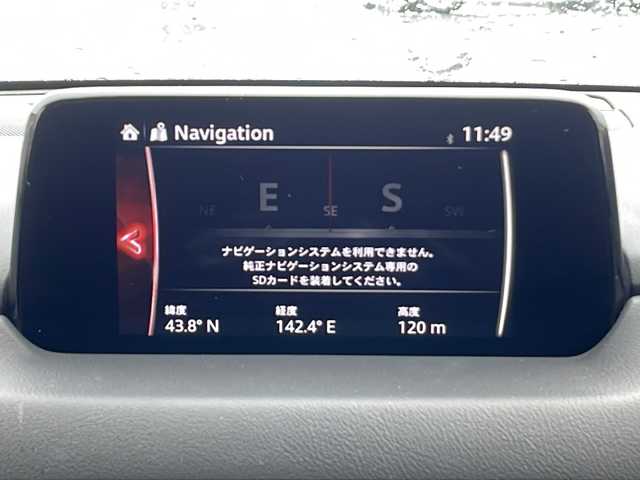 Navigation 11:49
NE E SE S SW
ナビゲーションシステムを利用できません。
純正ナビゲーションシステム専用の
SDカードを装着してください。
緯度 経度 高度
43.8° N 142.4° E 120 m